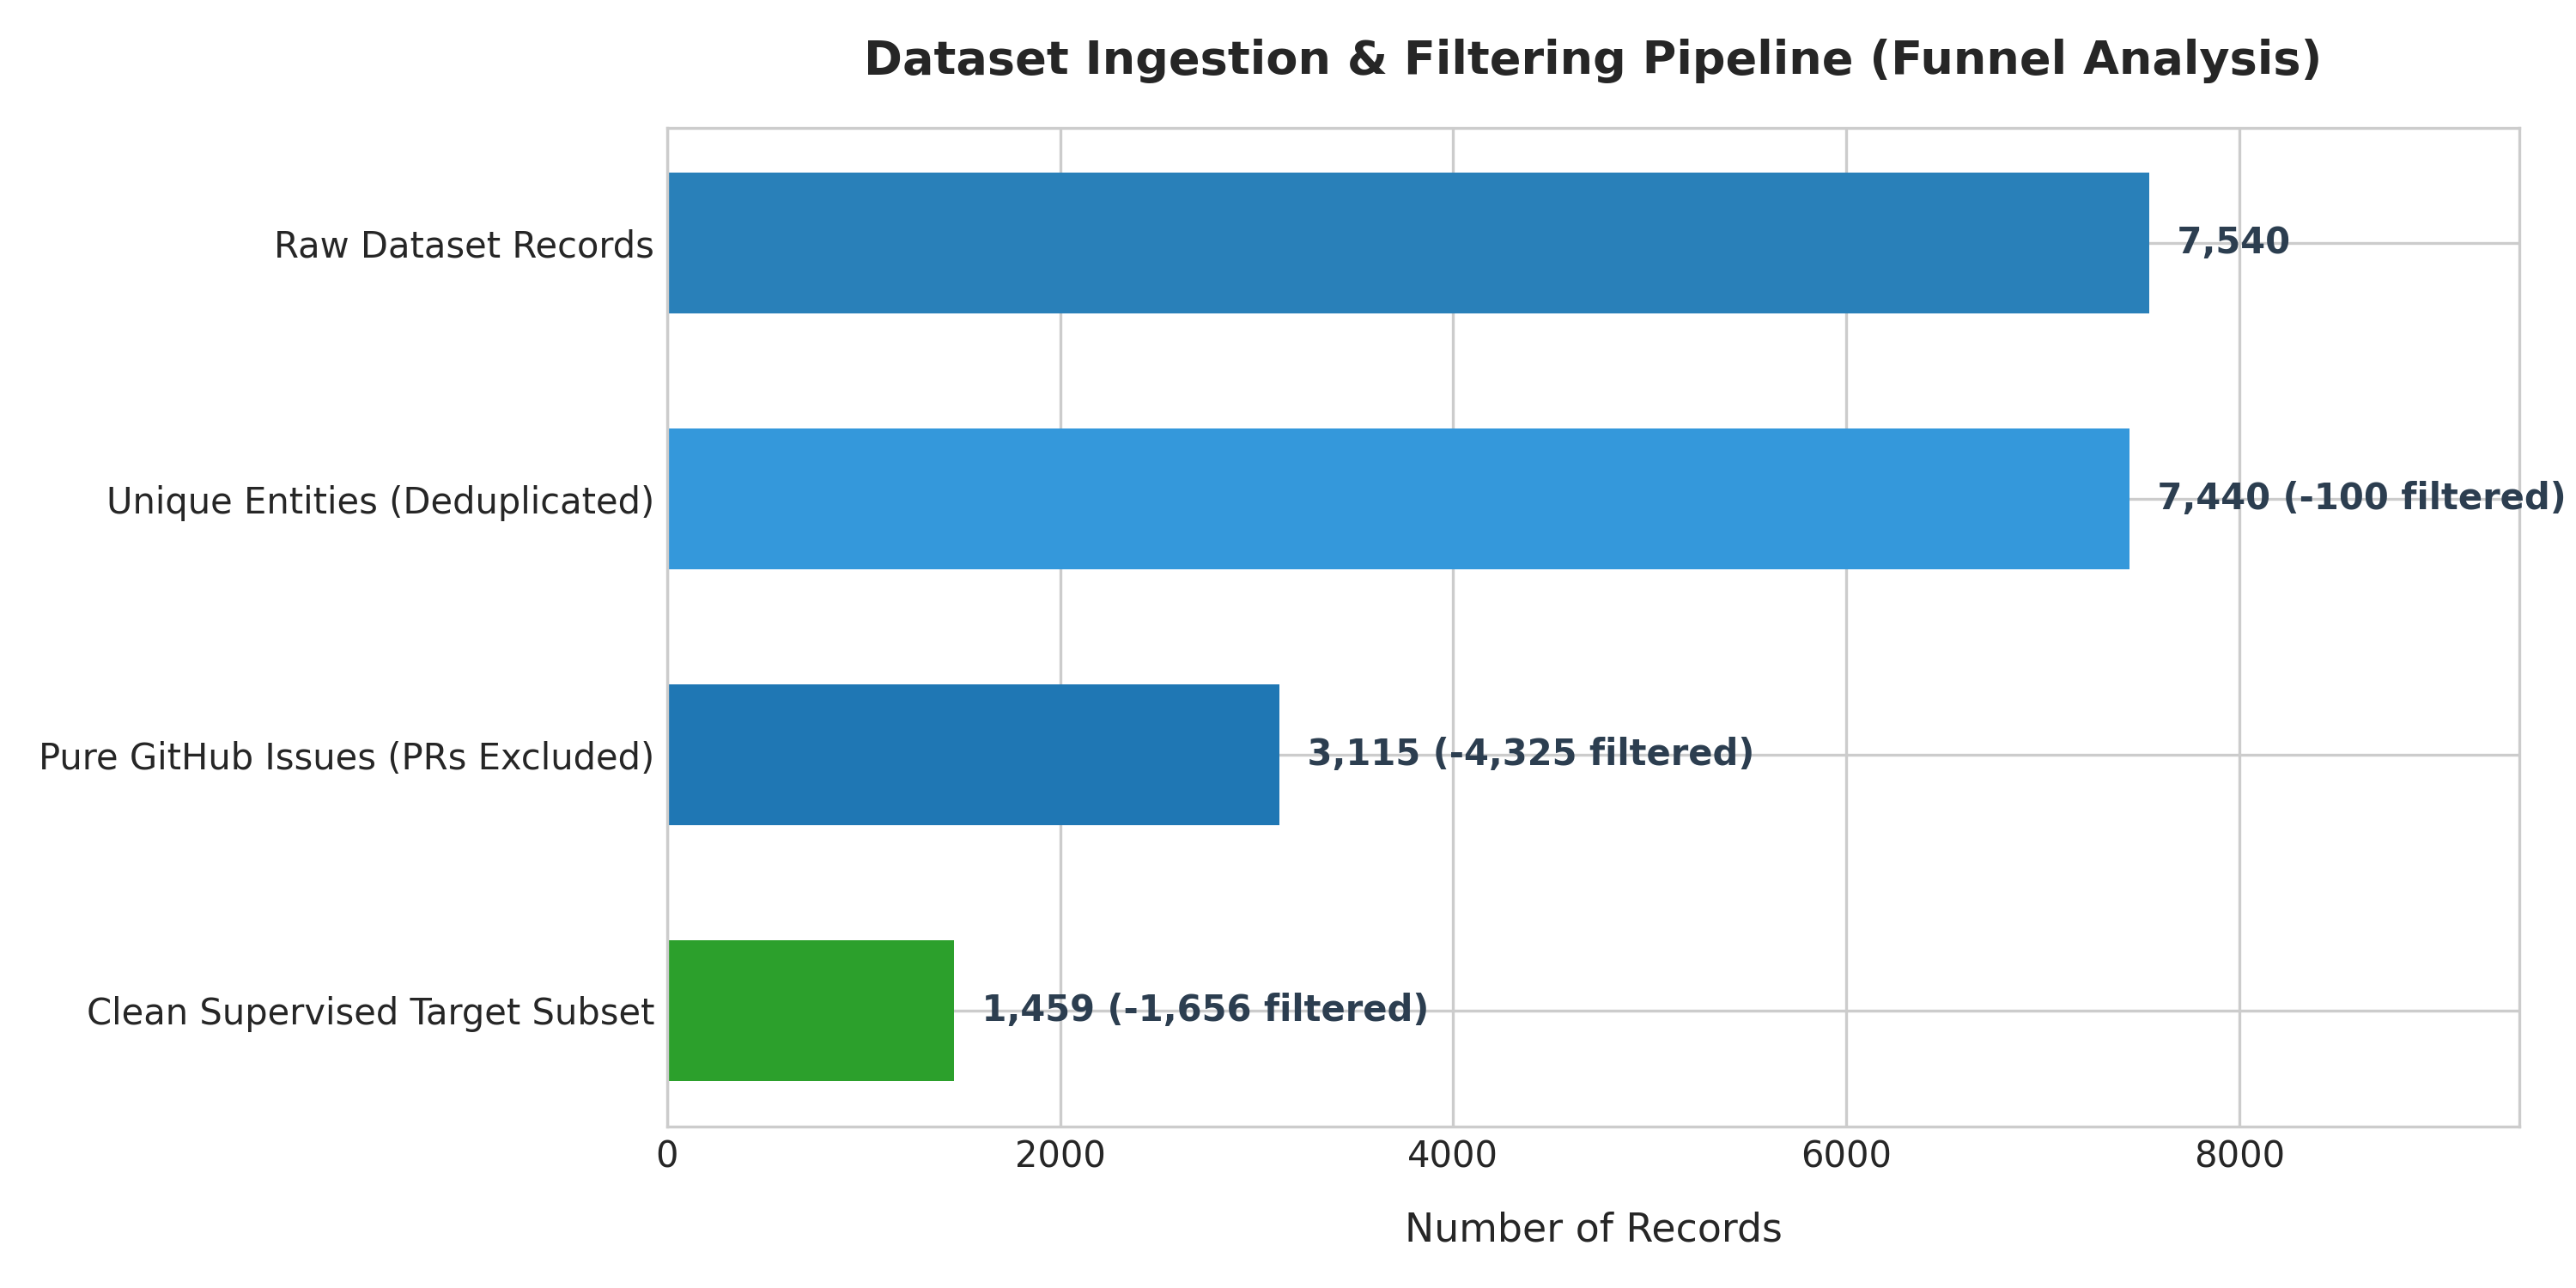 Dataset Ingestion & Filtering Pipeline (Funnel Analysis)
Raw Dataset Records
7,540
Unique Entities (Deduplicated)
7,440 (-100 filtered)
Pure GitHub Issues (PRs Excluded)
3,115 (-4,325 filtered)
Clean Supervised Target Subset
1,459 (-1,656 filtered)
0 2000 4000 6000 8000
Number of Records